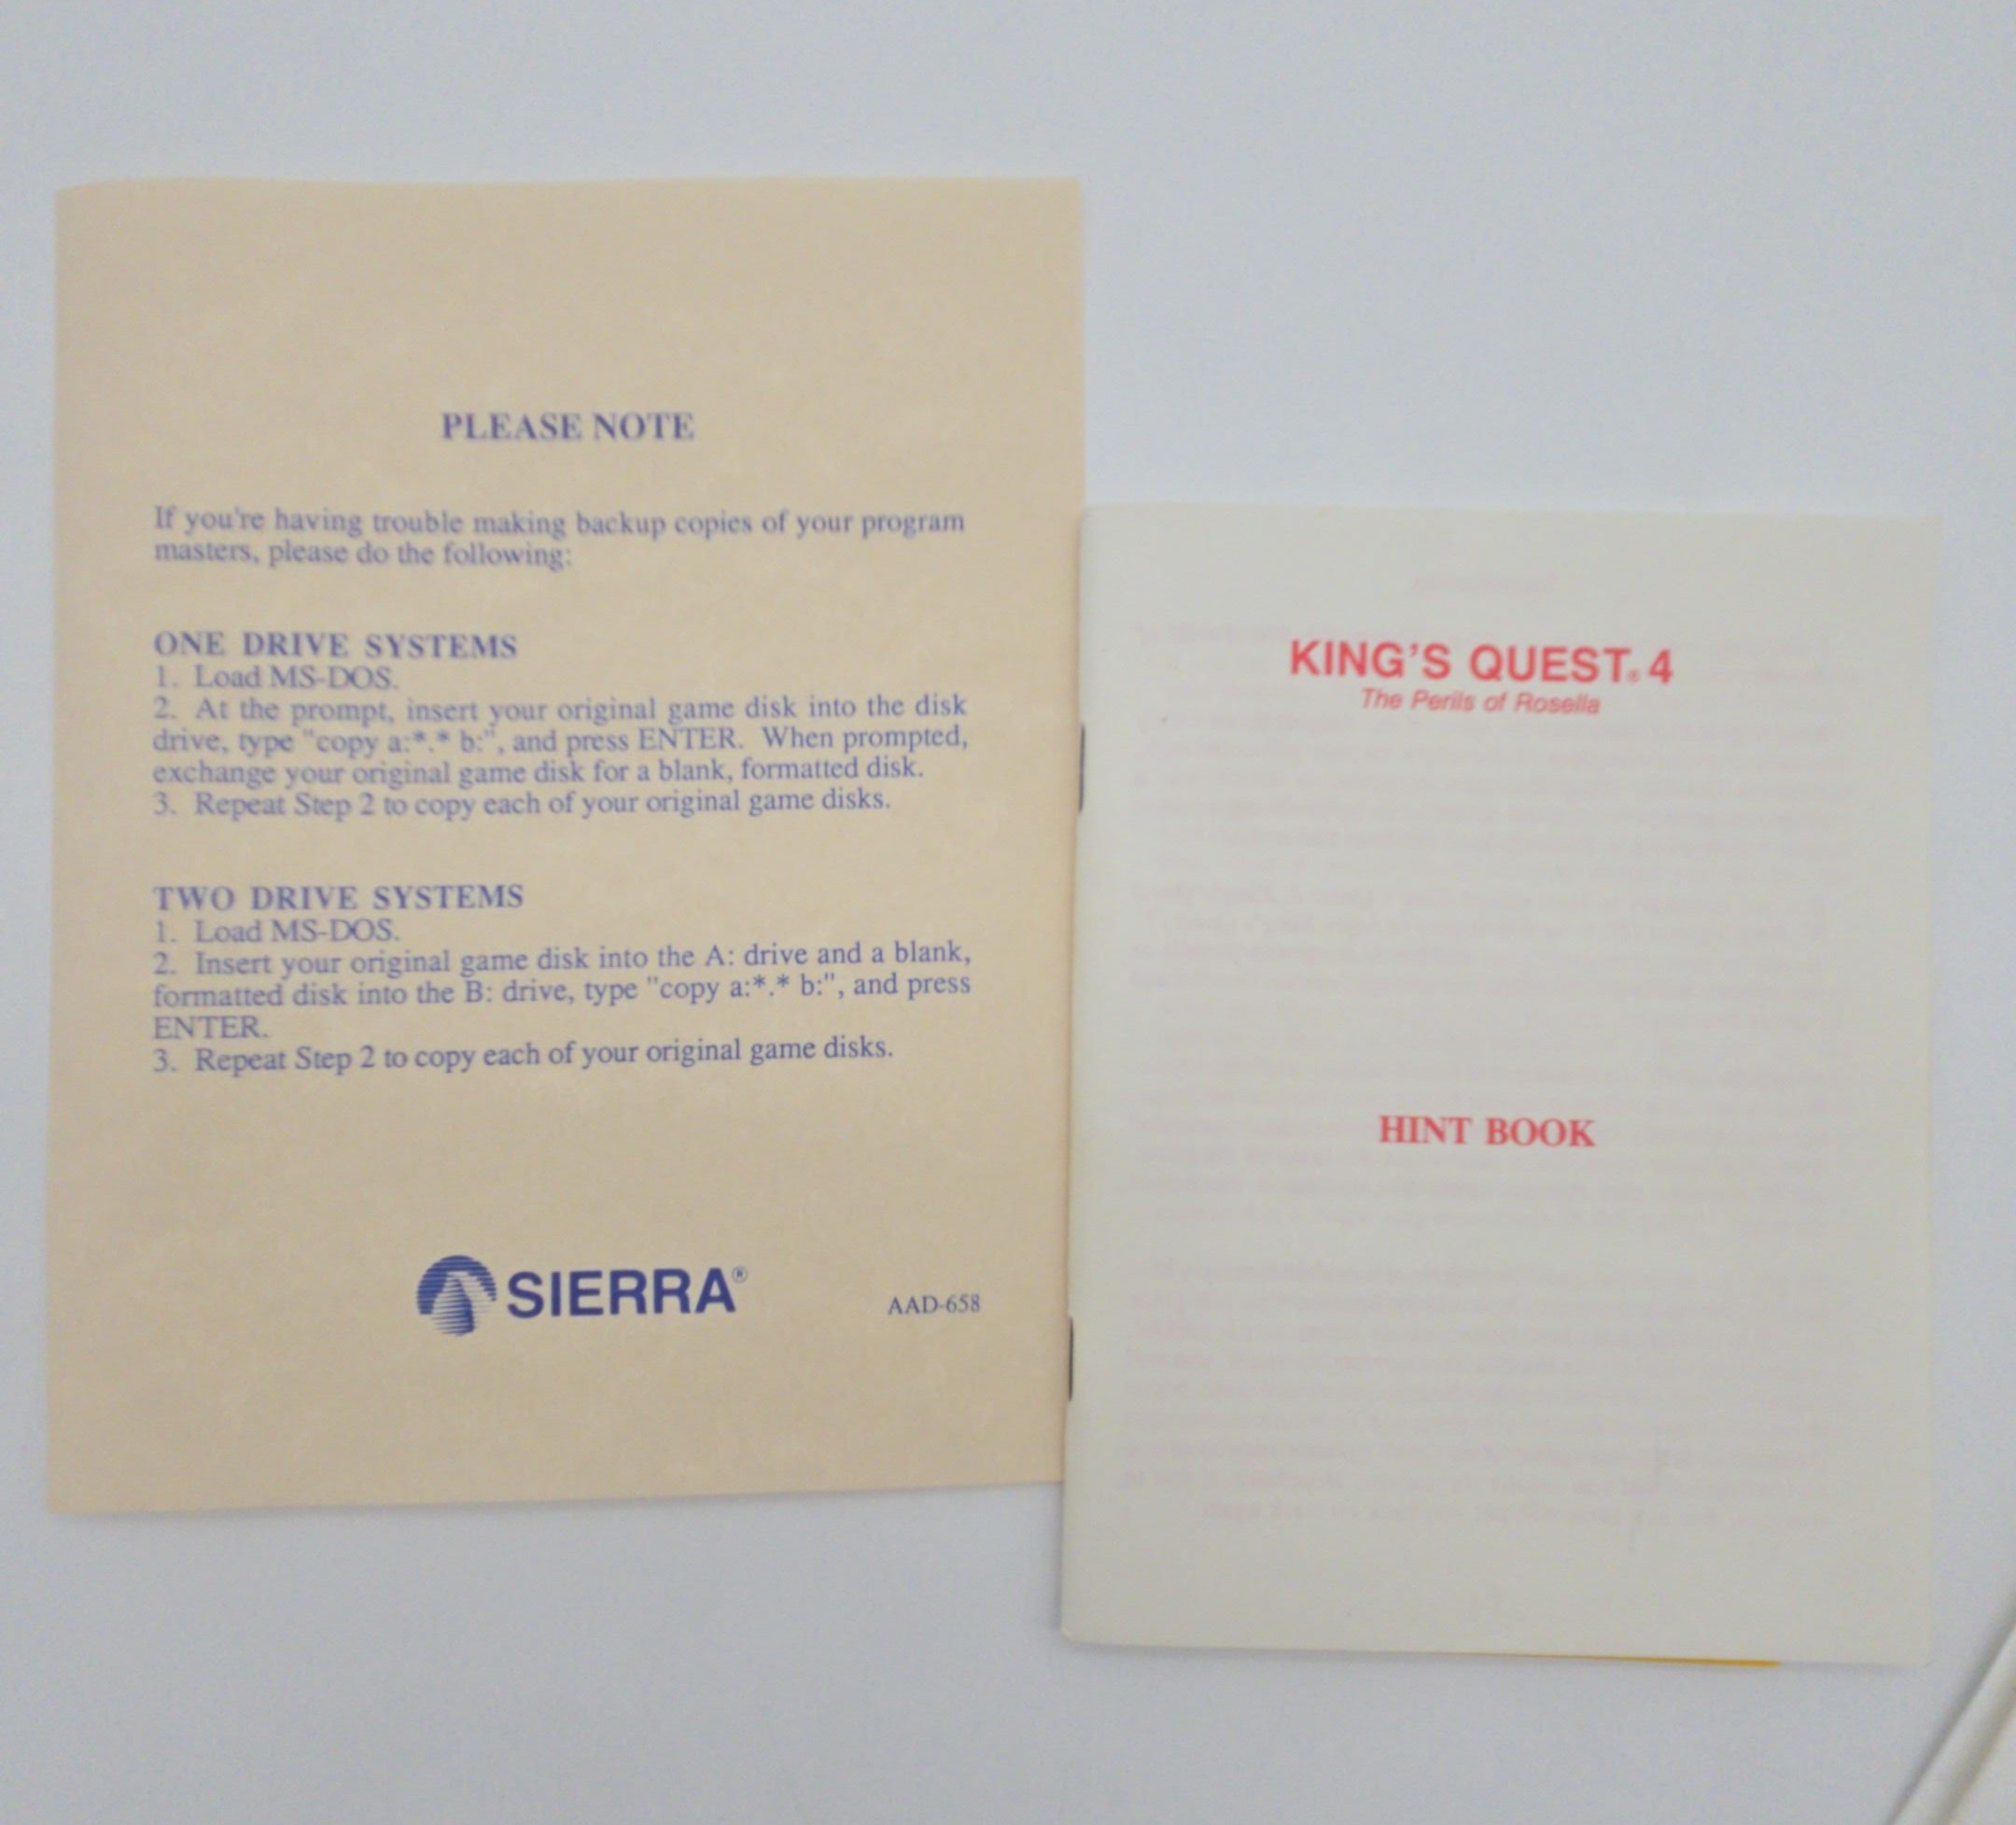 PLEASE NOTE
If you're having trouble making backup copies of your program
masters, please do the following:
ONE DRIVE SYSTEMS
1. Load MS-DOS.
2. At the prompt, insert your original game disk into the disk
drive, type "copy a:*.* b:", and press ENTER. When prompted,
exchange your original game disk for a blank, formatted disk.
3. Repeat Step 2 to copy each of your original game disks.
TWO DRIVE SYSTEMS
1. Load MS-DOS.
2. Insert your original game disk into the A: drive and a blank,
formatted disk into the B: drive, type "copy a:*.* b:", and press
ENTER.
3. Repeat Step 2 to copy each of your original game disks.
SIERRA®
AAD-658
KING'S QUEST® 4
The Perils of Rosella
HINT BOOK